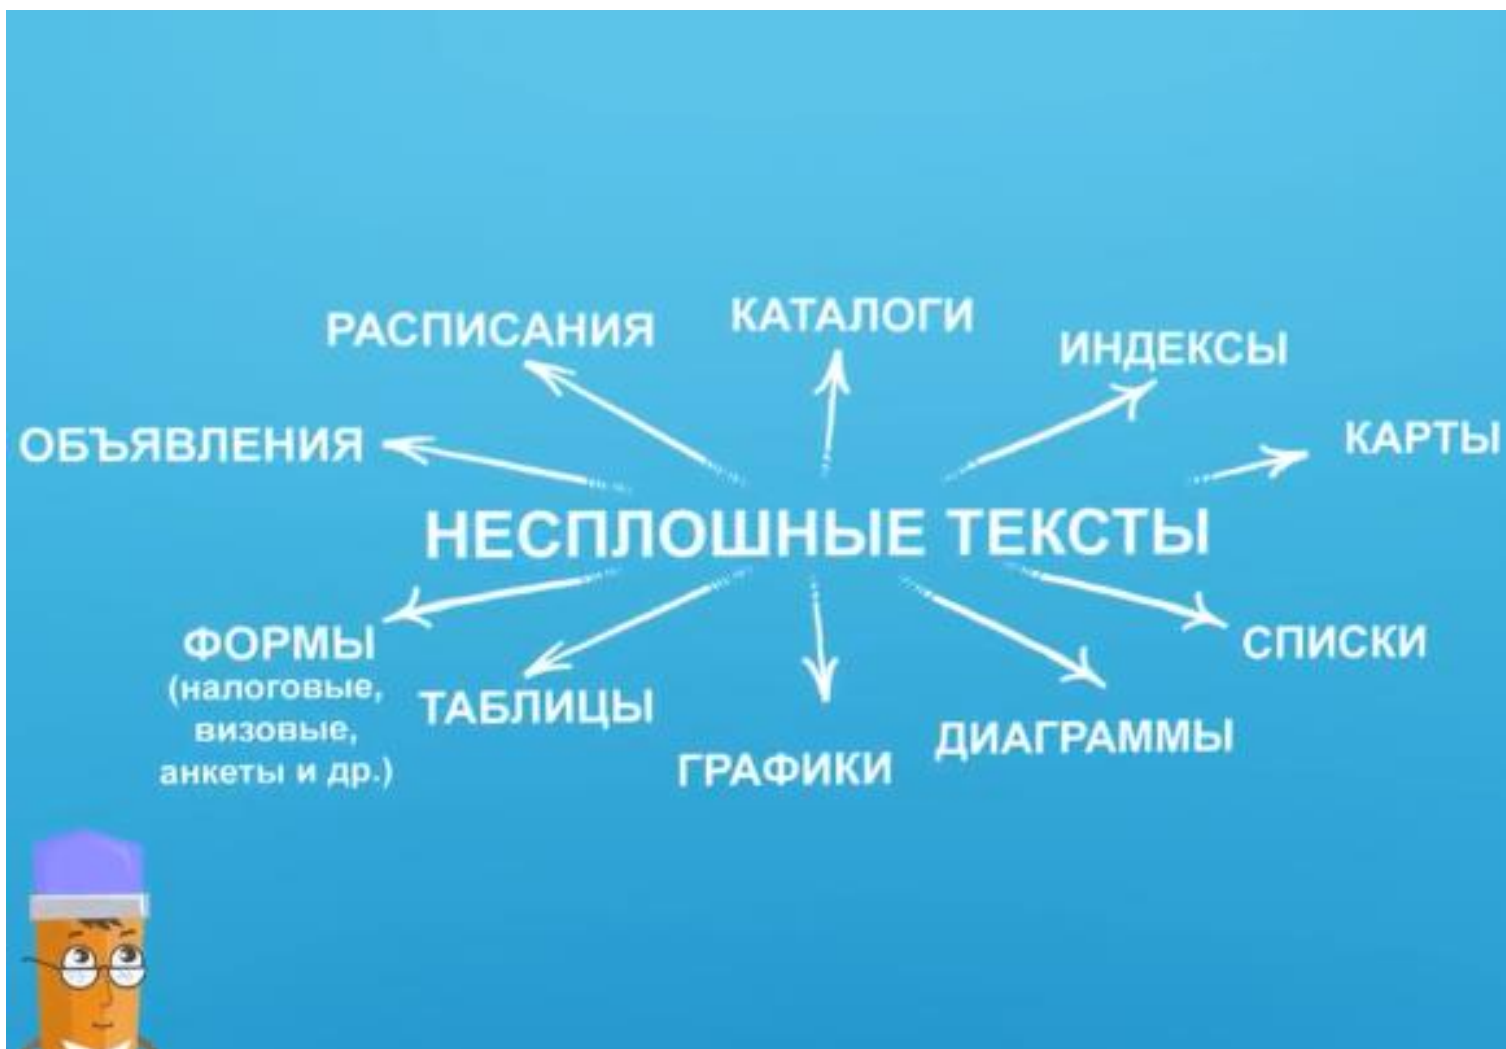 РАСПИСАНИЯ
КАТАЛОГИ
ИНДЕКСЫ
ОБЪЯВЛЕНИЯ
КАРТЫ
НЕСПЛОШНЫЕ ТЕКСТЫ
ФОРМЫ
(налоговые,
визовые,
анкеты и др.)
ТАБЛИЦЫ
ГРАФИКИ
ДИАГРАММЫ
СПИСКИ